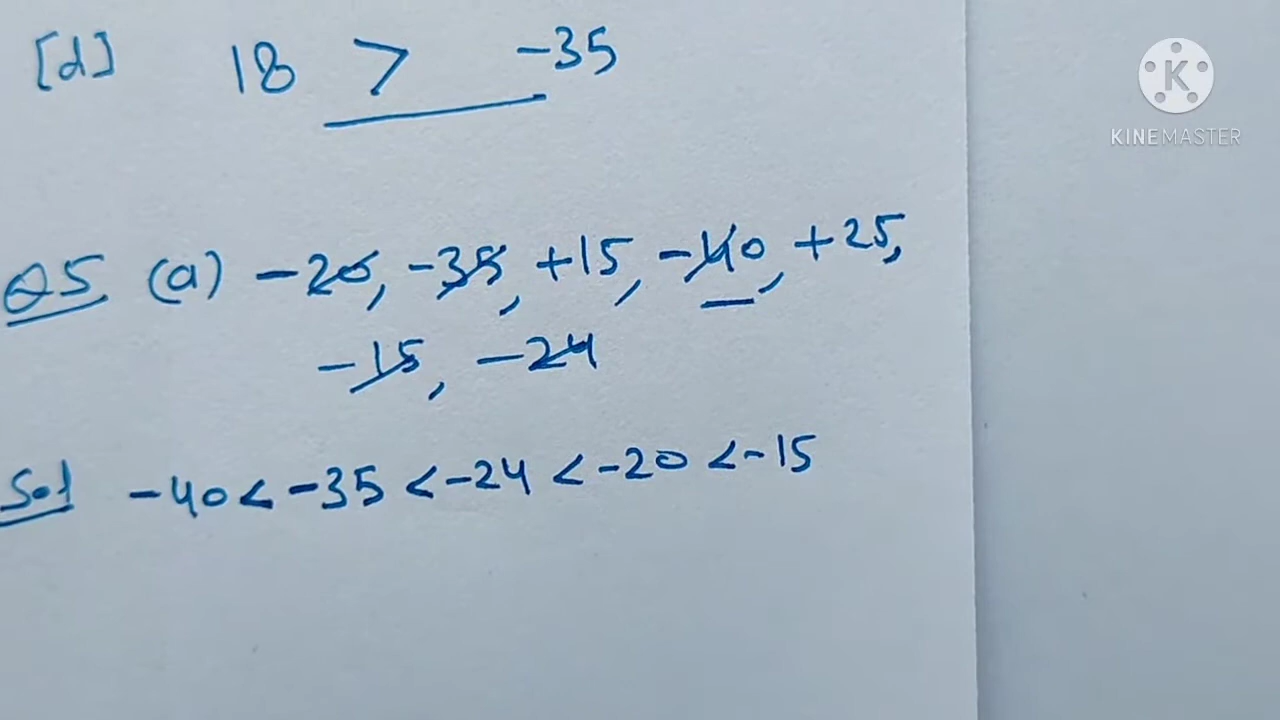 [d] 18 > -35
K
KINEMASTER
Q5 (a) -20, -35, +15, -40, +25,
-15, -24
Sol -40 < -35 < -24 < -20 < -15